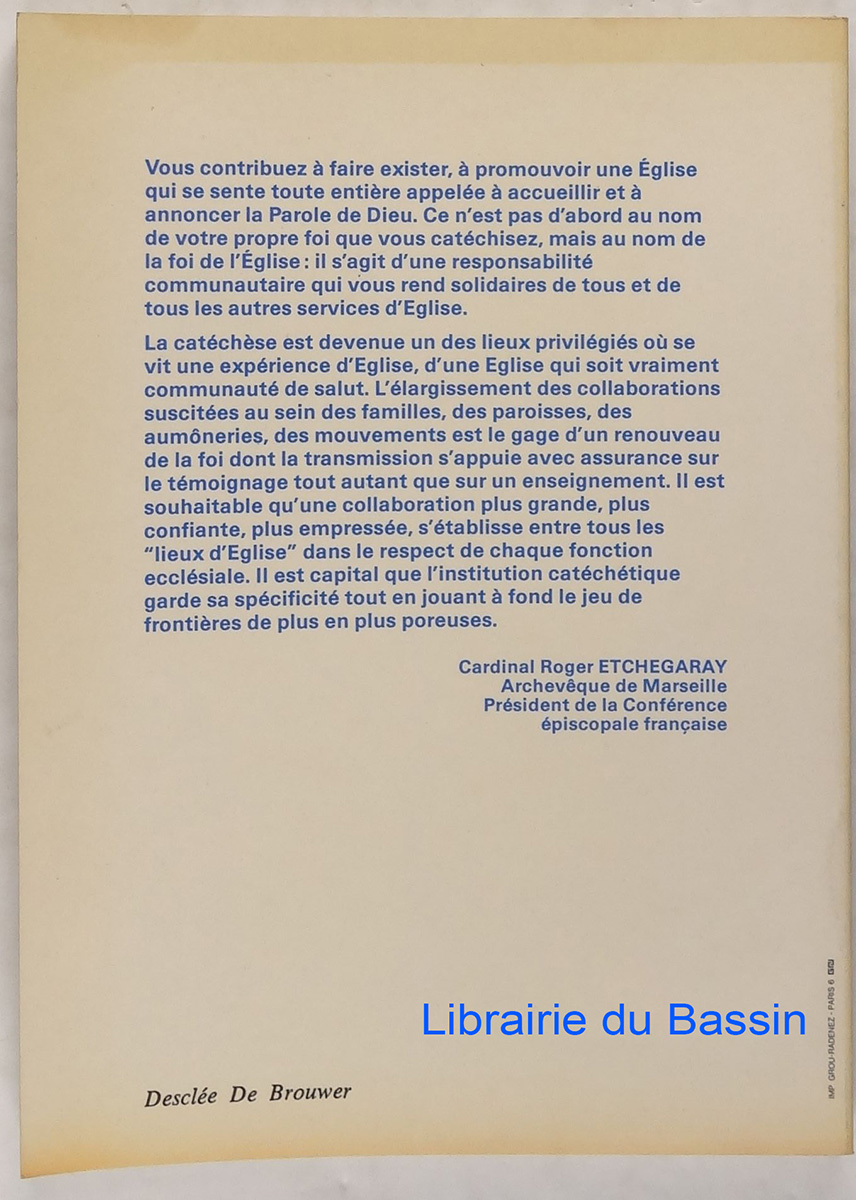 Vous contribuez à faire exister, à promouvoir une Église
qui se sente toute entière appelée à accueillir et à
annoncer la Parole de Dieu. Ce n'est pas d'abord au nom
de votre propre foi que vous catéchisez, mais au nom de
la foi de l'Église : il s'agit d'une responsabilité
communautaire qui vous rend solidaires de tous et de
tous les autres services d'Eglise.
La catéchèse est devenue un des lieux privilégiés où se
vit une expérience d'Eglise, d'une Eglise qui soit vraiment
communauté de salut. L'élargissement des collaborations
suscitées au sein des familles, des paroisses, des
aumôneries, des mouvements est le gage d'un renouveau
de la foi dont la transmission s'appuie avec assurance sur
le témoignage tout autant que sur un enseignement. Il est
souhaitable qu'une collaboration plus grande, plus
confiante, plus empressée, s'établisse entre tous les
“lieux d'Eglise” dans le respect de chaque fonction
ecclésiale. Il est capital que l'institution catéchétique
garde sa spécificité tout en jouant à fond le jeu de
frontières de plus en plus poreuses.
Cardinal Roger ETCHEGARAY
Archevêque de Marseille
Président de la Conférence
épiscopale française
IMP GROU-RADENEZ - PARIS 6
Librairie du Bassin
Desclée De Brouwer